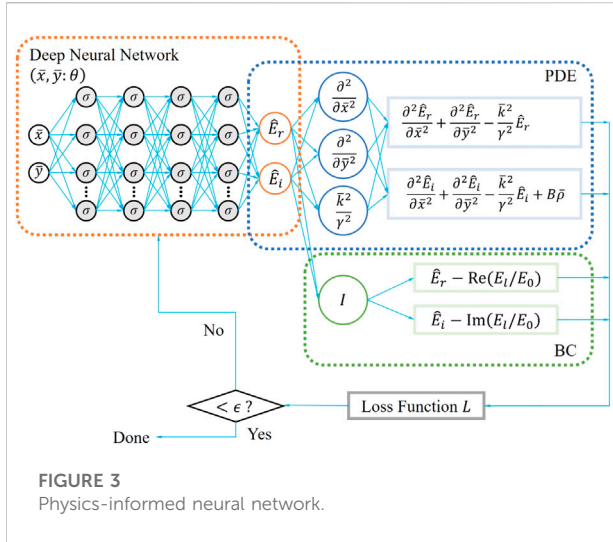 Deep Neural Network
(x̄, ȳ: θ)
PDE
σ σ σ σ
x̄ σ σ σ σ
ȳ σ σ σ σ
σ σ σ σ
Ê_r
Ê_i
∂²/∂x̄²
∂²/∂ȳ²
k̄²/γ²
∂²Ê_r/∂x̄² + ∂²Ê_r/∂ȳ² − k̄²/γ² Ê_r
∂²Ê_i/∂x̄² + ∂²Ê_i/∂ȳ² − k̄²/γ² Ê_i + Bρ̄
I
Ê_r − Re(E_l/E_0)
Ê_i − Im(E_l/E_0)
BC
No
< ϵ ?
Loss Function L
Done
Yes
FIGURE 3
Physics-informed neural network.